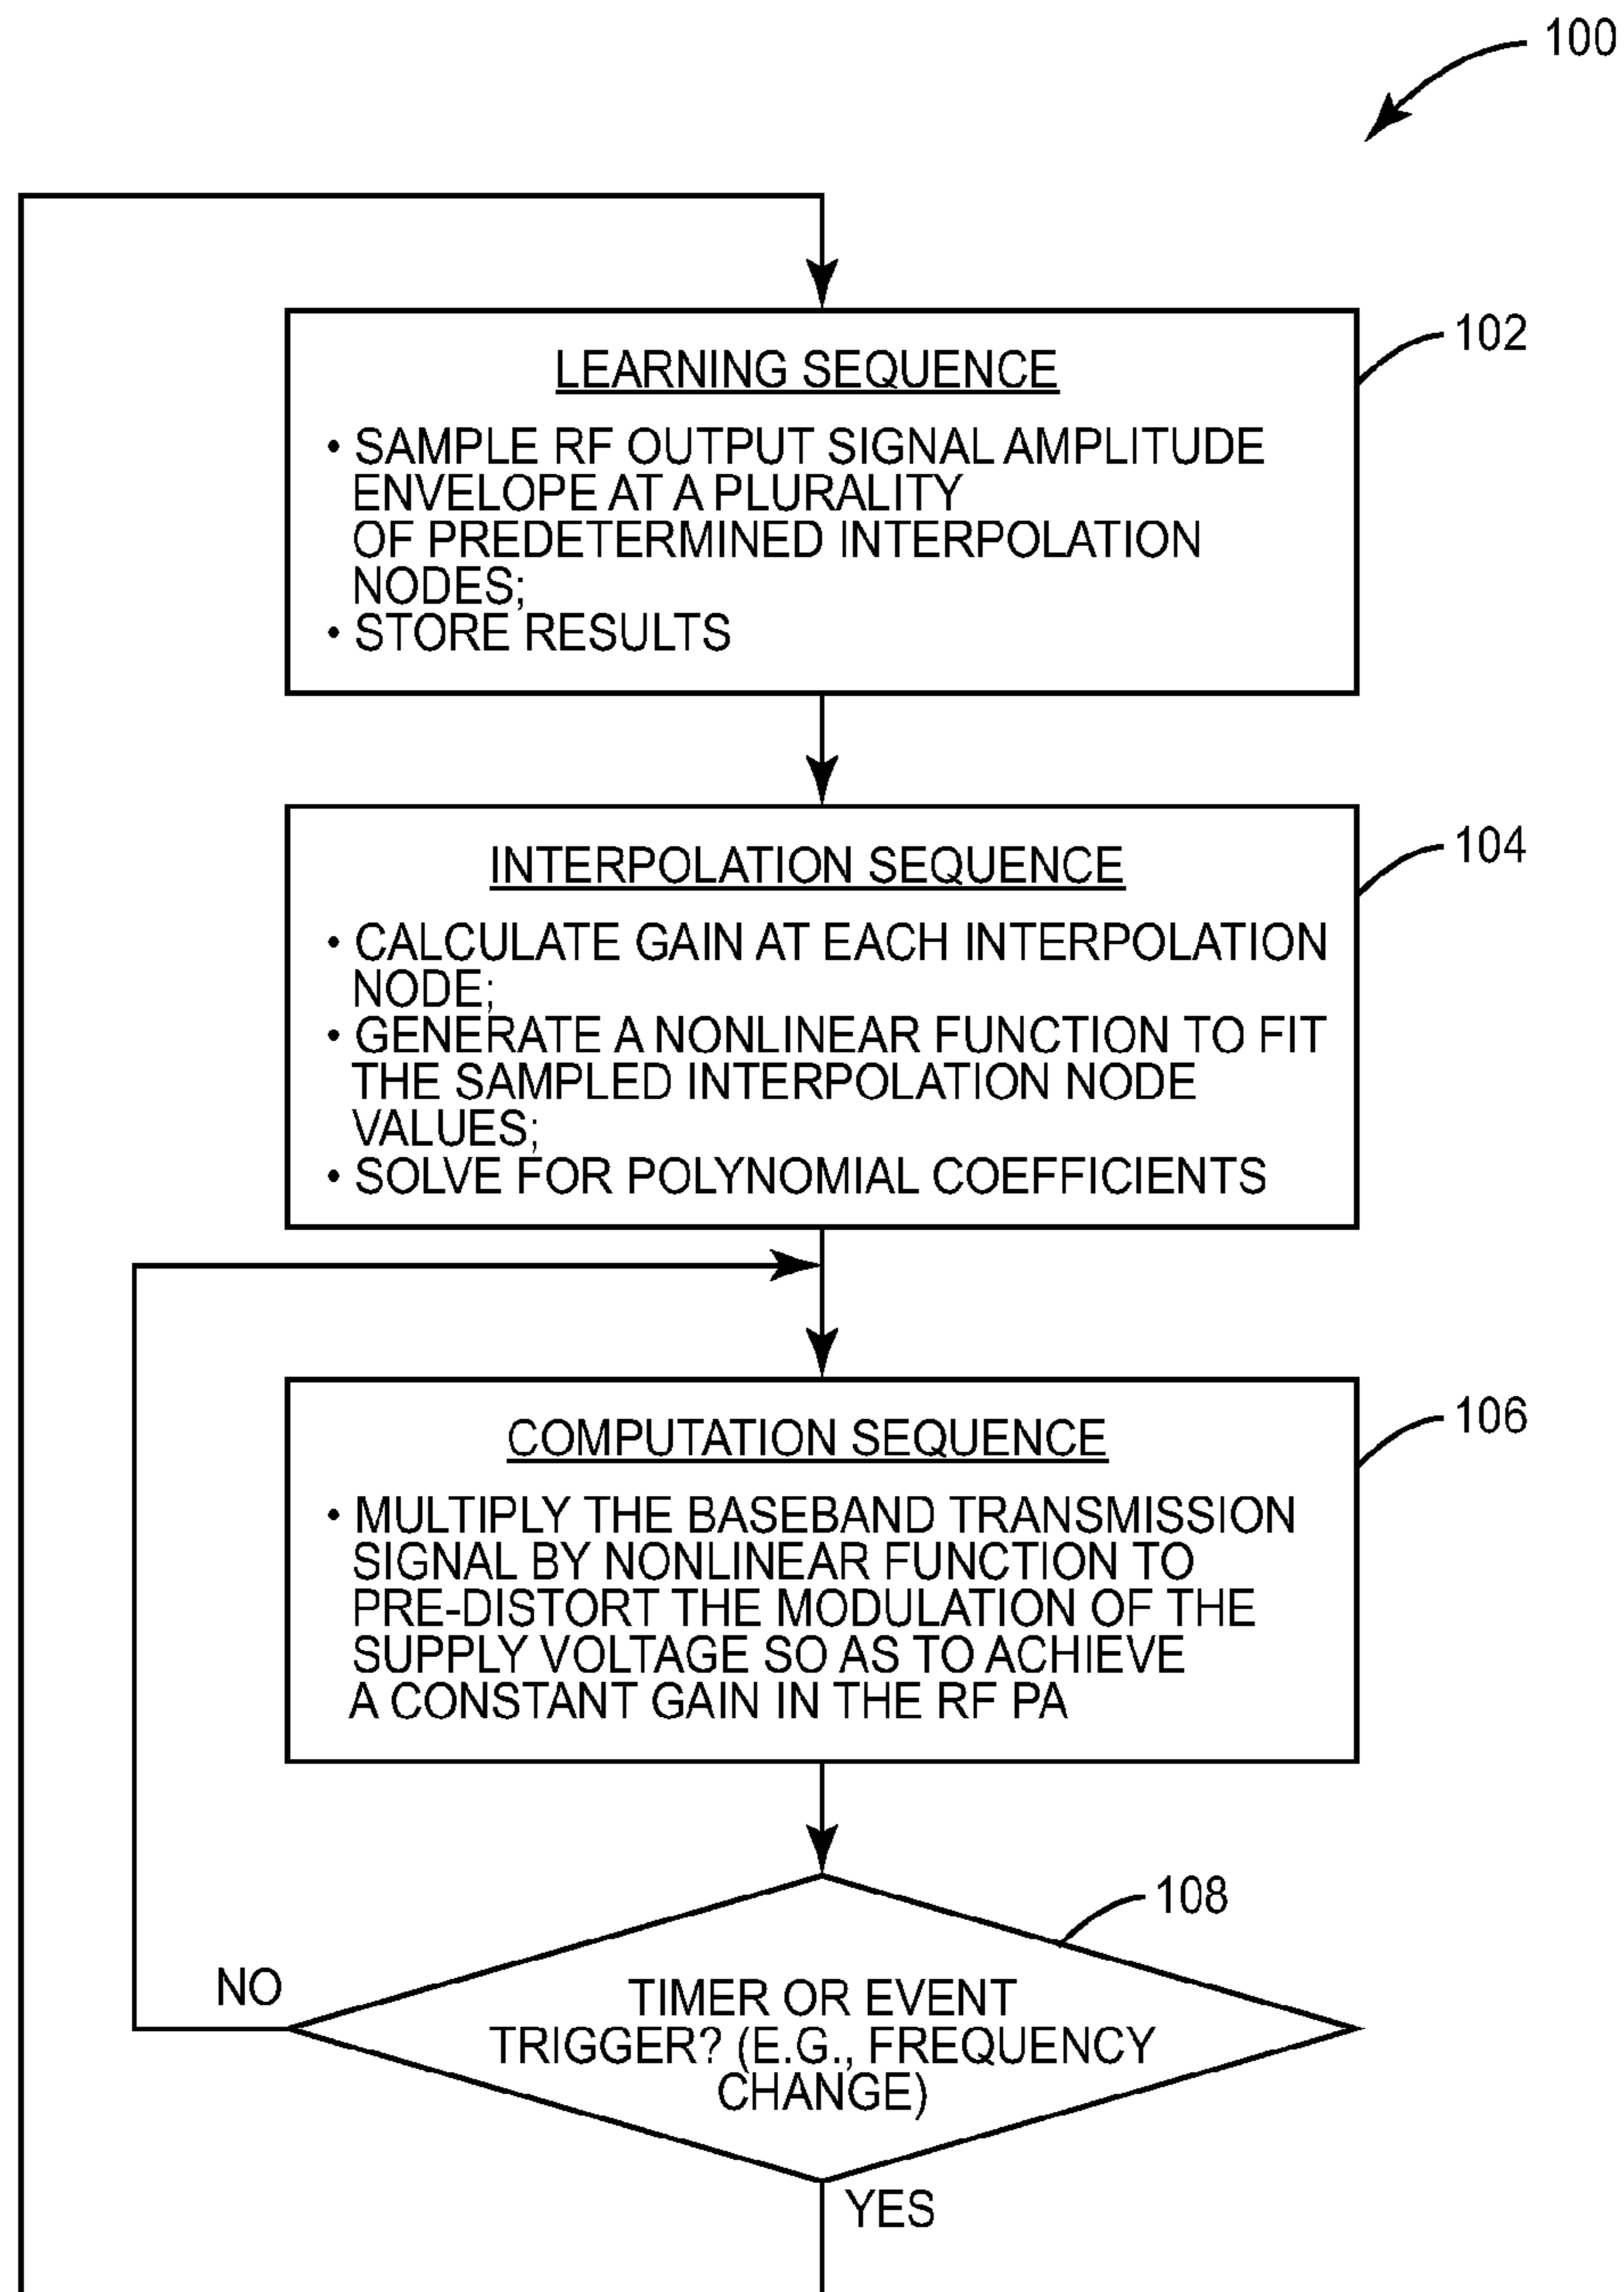 100
102
LEARNING SEQUENCE
• SAMPLE RF OUTPUT SIGNAL AMPLITUDE
ENVELOPE AT A PLURALITY
OF PREDETERMINED INTERPOLATION
NODES;
• STORE RESULTS
104
INTERPOLATION SEQUENCE
• CALCULATE GAIN AT EACH INTERPOLATION
NODE;
• GENERATE A NONLINEAR FUNCTION TO FIT
THE SAMPLED INTERPOLATION NODE
VALUES;
• SOLVE FOR POLYNOMIAL COEFFICIENTS
106
COMPUTATION SEQUENCE
• MULTIPLY THE BASEBAND TRANSMISSION
SIGNAL BY NONLINEAR FUNCTION TO
PRE-DISTORT THE MODULATION OF THE
SUPPLY VOLTAGE SO AS TO ACHIEVE
A CONSTANT GAIN IN THE RF PA
108
NO
TIMER OR EVENT
TRIGGER? (E.G., FREQUENCY
CHANGE)
YES